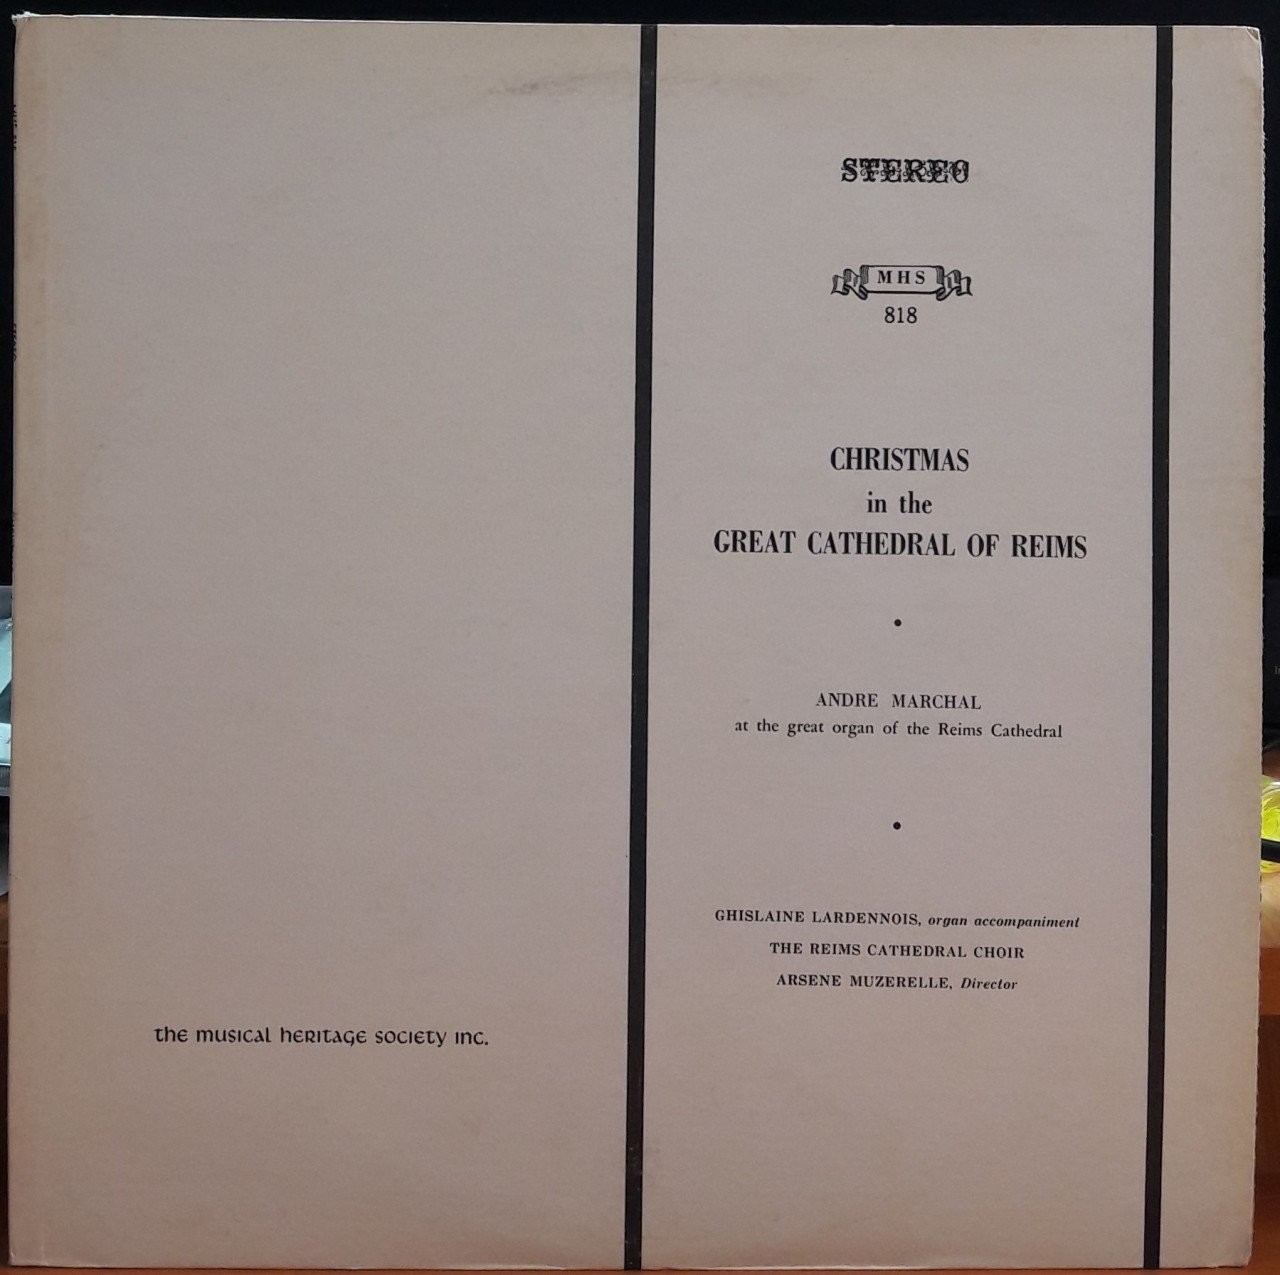 STEREO
MHS
818
CHRISTMAS
in the
GREAT CATHEDRAL OF REIMS
•
ANDRE MARCHAL
at the great organ of the Reims Cathedral
•
GHISLAINE LARDENNOIS, organ accompaniment
THE REIMS CATHEDRAL CHOIR
ARSENE MUZERELLE, Director
the musical heritage society inc.